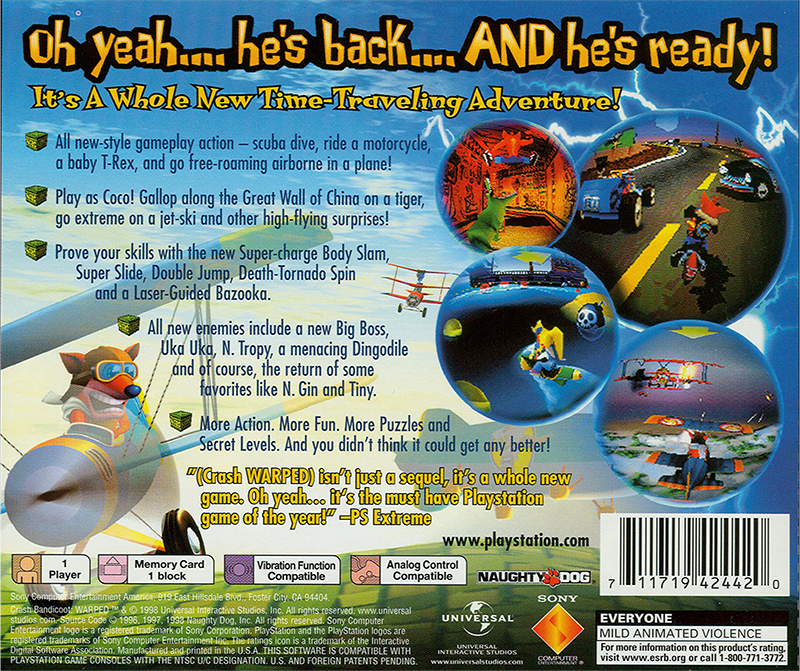 Oh yeah.... he's back.... AND he's ready!
It's A Whole New Time-Traveling Adventure!
All new-style gameplay action – scuba dive, ride a motorcycle,
a baby T-Rex, and go free-roaming airborne in a plane!
Play as Coco! Gallop along the Great Wall of China on a tiger,
go extreme on a jet-ski and other high-flying surprises!
Prove your skills with the new Super-charge Body Slam,
Super Slide, Double Jump, Death-Tornado Spin
and a Laser-Guided Bazooka.
All new enemies include a new Big Boss,
Uka Uka, N. Tropy, a menacing Dingodile
and of course, the return of some
favorites like N. Gin and Tiny.
More Action. More Fun. More Puzzles and
Secret Levels. And you didn't think it could get any better!
"(Crash WARPED) isn't just a sequel, it's a whole new
game. Oh yeah... it's the must have Playstation
game of the year!" –PS Extreme
www.playstation.com
1
Player
Memory Card
1 block
Vibration Function
Compatible
Analog Control
Compatible
NAUGHTY DOG
7 11719 42442 0
Sony Computer Entertainment America, 919 East Hillsdale Blvd., Foster City, CA 94404.
Crash Bandicoot: WARPED ™ & © 1998 Universal Interactive Studios, Inc. All rights reserved. www.universal
studios.com. Source Code © 1996, 1997, 1998 Naughty Dog, Inc. All rights reserved. Sony Computer
Entertainment logo is a registered trademark of Sony Corporation. PlayStation and the PlayStation logos are
registered trademarks of Sony Computer Entertainment Inc. The ratings icon is a trademark of the Interactive
Digital Software Association. Manufactured and printed in the U.S.A. THIS SOFTWARE IS COMPATIBLE WITH
PLAYSTATION GAME CONSOLES WITH THE NTSC U/C DESIGNATION. U.S. AND FOREIGN PATENTS PENDING.
UNIVERSAL
UNIVERSAL
INTERACTIVE STUDIOS
www.universalstudios.com
SONY
COMPUTER
ENTERTAINMENT
EVERYONE
MILD ANIMATED VIOLENCE
For more information on this product's rating,
visit www.esrb.org or call 1-800-771-3772.